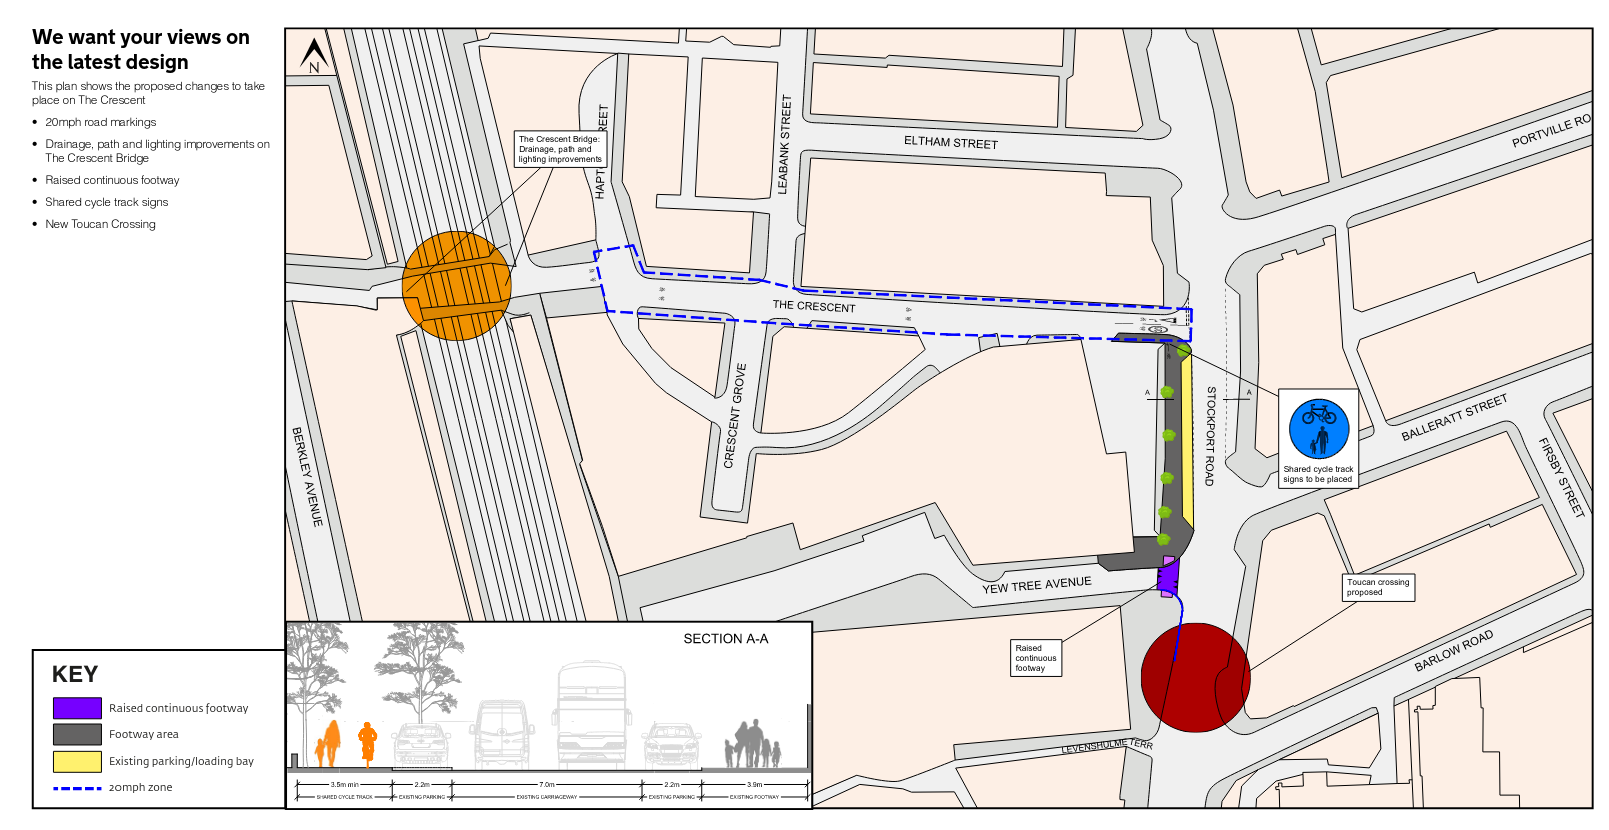 We want your views on
the latest design
This plan shows the proposed changes to take
place on The Crescent
• 20mph road markings
• Drainage, path and lighting improvements on
The Crescent Bridge
• Raised continuous footway
• Shared cycle track signs
• New Toucan Crossing
N
The Crescent Bridge:
Drainage, path and
lighting improvements
LEABANK STREET
ELTHAM STREET
PORTVILLE RO
THE CRESCENT
CRESCENT GROVE
BERKLEY AVENUE
STOCKPORT ROAD
A
A
BALLERATT STREET
FIRSBY STREET
Shared cycle track
signs to be placed
YEW TREE AVENUE
Toucan crossing
proposed
Raised
continuous
footway
BARLOW ROAD
LEVENSHULME TERR
KEY
Raised continuous footway
Footway area
Existing parking/loading bay
20mph zone
SECTION A-A
3.5m min
2.2m
7.0m
2.2m
3.9m
SHARED CYCLE TRACK
EXISTING PARKING
EXISTING CARRIAGEWAY
EXISTING PARKING
EXISTING FOOTWAY